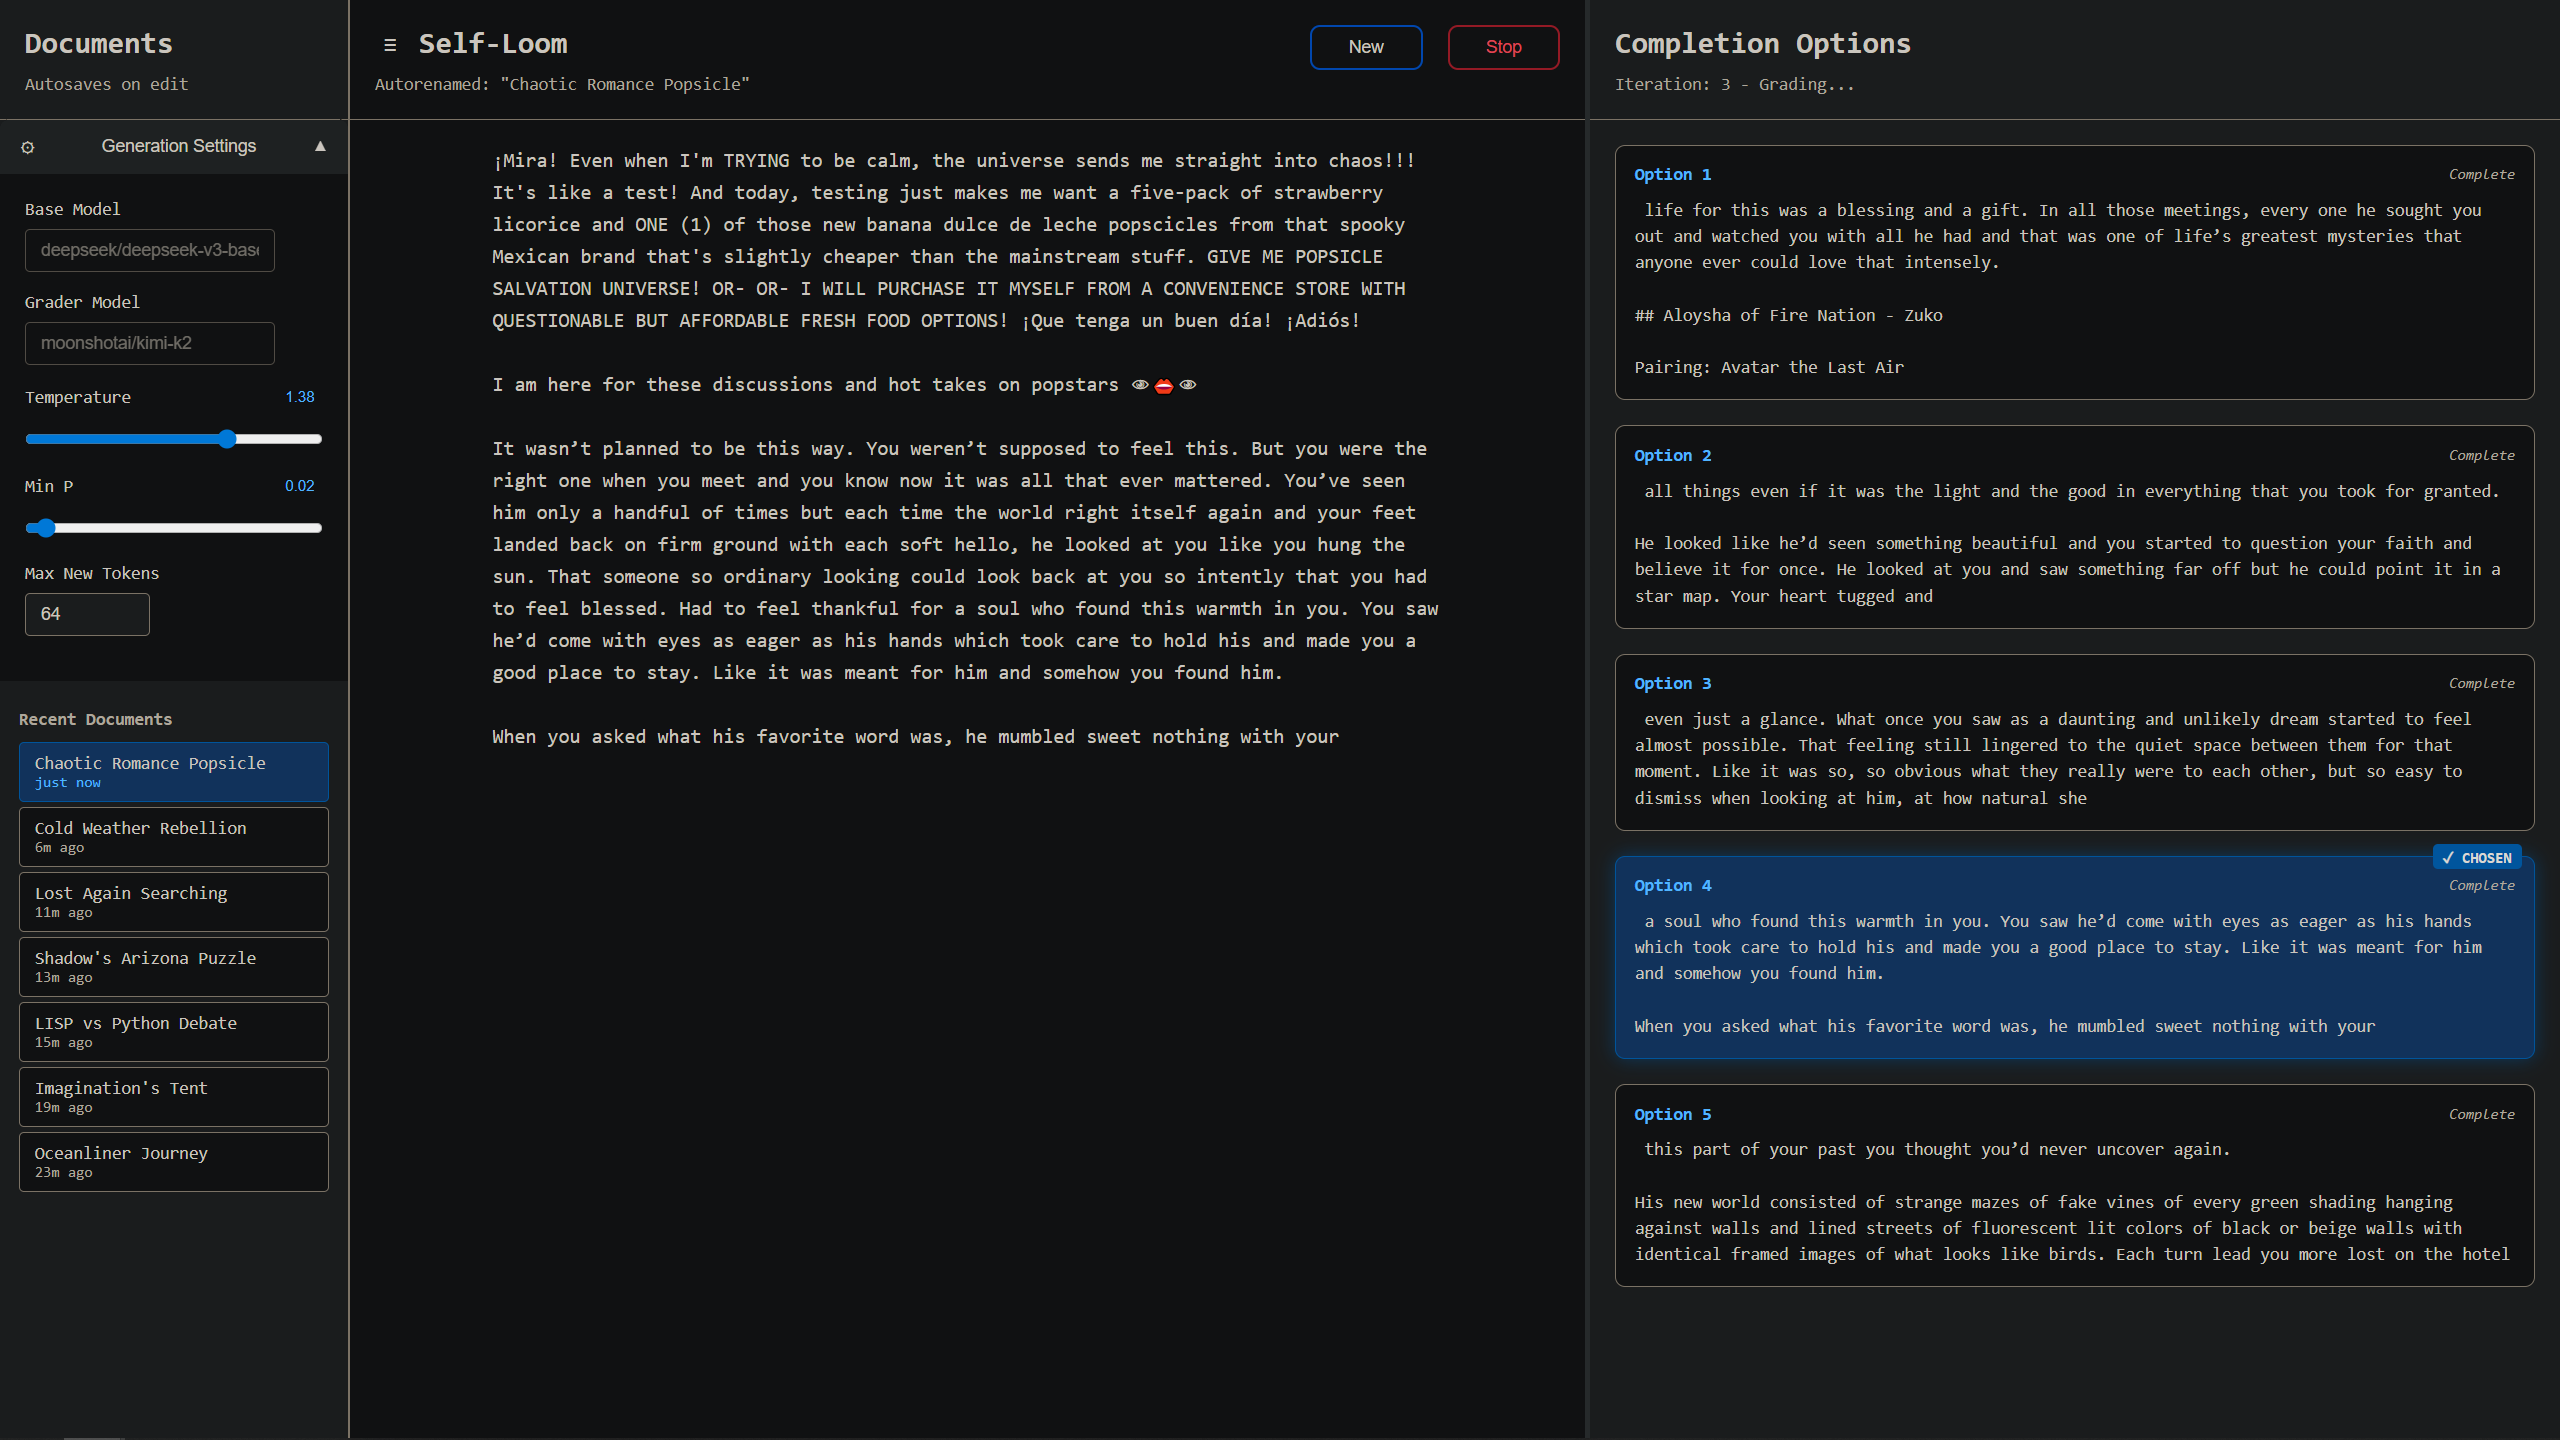 Documents
Autosaves on edit
⚙ Generation Settings ▲
Base Model
deepseek/deepseek-v3-base
Grader Model
moonshotai/kimi-k2
Temperature 1.38
Min P 0.02
Max New Tokens
64
Recent Documents
Chaotic Romance Popsicle
just now
Cold Weather Rebellion
6m ago
Lost Again Searching
11m ago
Shadow's Arizona Puzzle
13m ago
LISP vs Python Debate
15m ago
Imagination's Tent
19m ago
Oceanliner Journey
23m ago
☰ Self-Loom
New
Stop
Autorenamed: "Chaotic Romance Popsicle"
¡Mira! Even when I'm TRYING to be calm, the universe sends me straight into chaos!!!
It's like a test! And today, testing just makes me want a five-pack of strawberry
licorice and ONE (1) of those new banana dulce de leche popscicles from that spooky
Mexican brand that's slightly cheaper than the mainstream stuff. GIVE ME POPSICLE
SALVATION UNIVERSE! OR- OR- I WILL PURCHASE IT MYSELF FROM A CONVENIENCE STORE WITH
QUESTIONABLE BUT AFFORDABLE FRESH FOOD OPTIONS! ¡Que tenga un buen día! ¡Adiós!
I am here for these discussions and hot takes on popstars 👁️👄👁️
It wasn’t planned to be this way. You weren’t supposed to feel this. But you were the
right one when you meet and you know now it was all that ever mattered. You’ve seen
him only a handful of times but each time the world right itself again and your feet
landed back on firm ground with each soft hello, he looked at you like you hung the
sun. That someone so ordinary looking could look back at you so intently that you had
to feel blessed. Had to feel thankful for a soul who found this warmth in you. You saw
he’d come with eyes as eager as his hands which took care to hold his and made you a
good place to stay. Like it was meant for him and somehow you found him.
When you asked what his favorite word was, he mumbled sweet nothing with your
Completion Options
Iteration: 3 - Grading...
Option 1 Complete
life for this was a blessing and a gift. In all those meetings, every one he sought you
out and watched you with all he had and that was one of life’s greatest mysteries that
anyone ever could love that intensely.
## Aloysha of Fire Nation - Zuko
Pairing: Avatar the Last Air
Option 2 Complete
all things even if it was the light and the good in everything that you took for granted.
He looked like he’d seen something beautiful and you started to question your faith and
believe it for once. He looked at you and saw something far off but he could point it in a
star map. Your heart tugged and
Option 3 Complete
even just a glance. What once you saw as a daunting and unlikely dream started to feel
almost possible. That feeling still lingered to the quiet space between them for that
moment. Like it was so, so obvious what they really were to each other, but so easy to
dismiss when looking at him, at how natural she
✓ CHOSEN
Option 4 Complete
a soul who found this warmth in you. You saw he’d come with eyes as eager as his hands
which took care to hold his and made you a good place to stay. Like it was meant for him
and somehow you found him.
When you asked what his favorite word was, he mumbled sweet nothing with your
Option 5 Complete
this part of your past you thought you’d never uncover again.
His new world consisted of strange mazes of fake vines of every green shading hanging
against walls and lined streets of fluorescent lit colors of black or beige walls with
identical framed images of what looks like birds. Each turn lead you more lost on the hotel